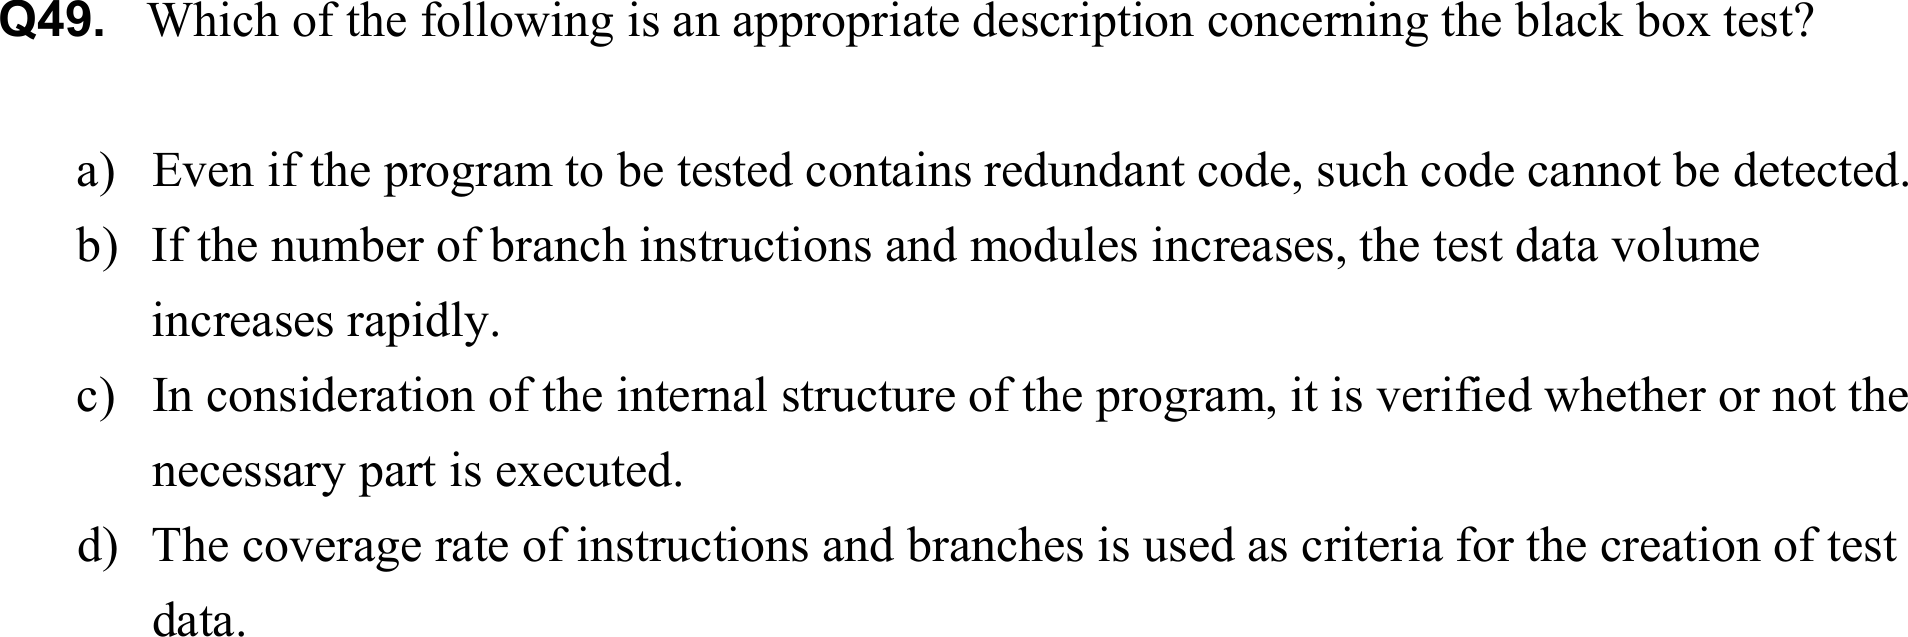 Q49. Which of the following is an appropriate description concerning the black box test?
a) Even if the program to be tested contains redundant code, such code cannot be detected.
b) If the number of branch instructions and modules increases, the test data volume
increases rapidly.
c) In consideration of the internal structure of the program, it is verified whether or not the
necessary part is executed.
d) The coverage rate of instructions and branches is used as criteria for the creation of test
data.